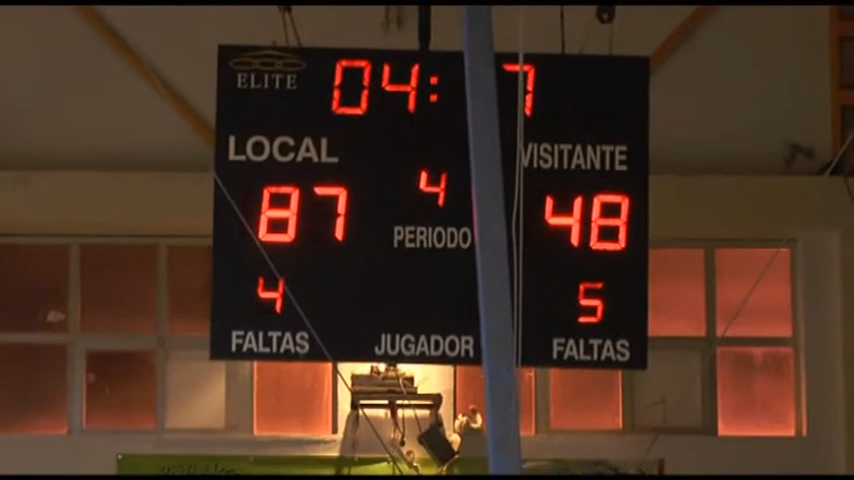 ELITE
04: 7
LOCAL
VISITANTE
87
4
48
PERIODO
4
5
FALTAS
JUGADOR
FALTAS